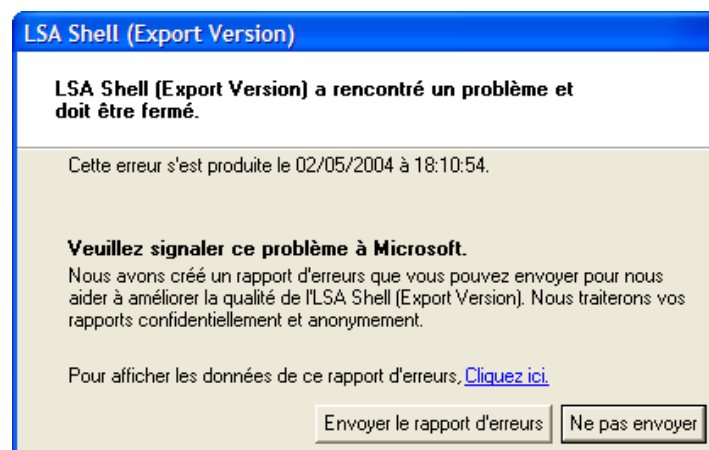 LSA Shell (Export Version)
LSA Shell (Export Version) a rencontré un problème et
doit être fermé.
Cette erreur s'est produite le 02/05/2004 à 18:10:54.
Veuillez signaler ce problème à Microsoft.
Nous avons créé un rapport d'erreurs que vous pouvez envoyer pour nous
aider à améliorer la qualité de l'LSA Shell (Export Version). Nous traiterons vos
rapports confidentiellement et anonymement.
Pour afficher les données de ce rapport d'erreurs, Cliquez ici.
Envoyer le rapport d'erreurs Ne pas envoyer